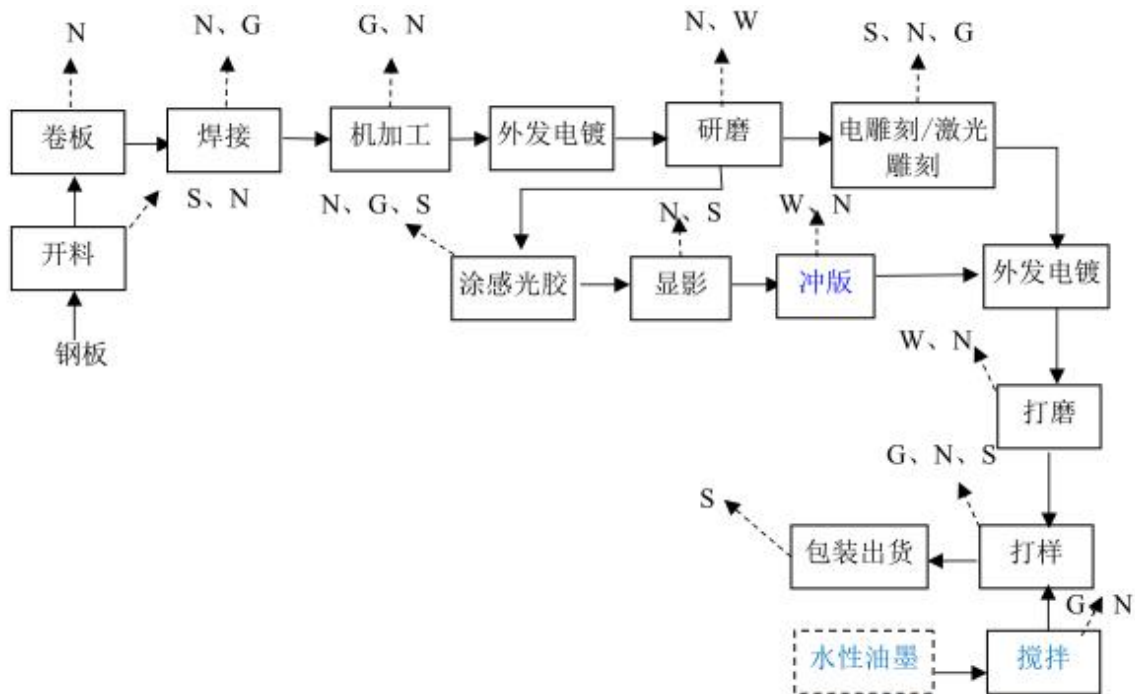 N
N、G
G、N
N、W
S、N、G
卷板
焊接
机加工
外发电镀
研磨
电雕刻/激光
雕刻
S、N
N、G、S
N、S
W、N
开料
涂感光胶
显影
冲版
外发电镀
钢板
W、N
打磨
G、N、S
S
包装出货
打样
G、N
水性油墨
搅拌